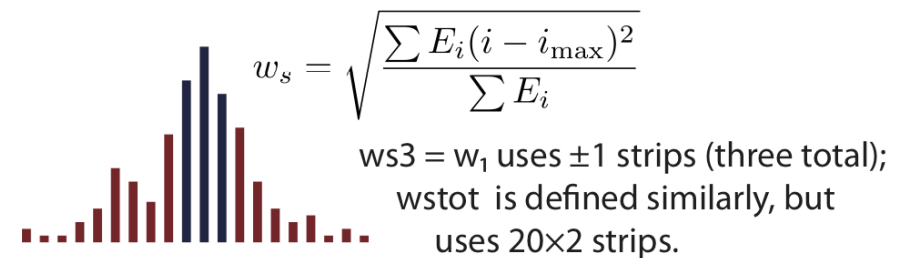 w_s = \sqrt{\frac{\sum E_i(i - i_{\max})^2}{\sum E_i}}
ws3 = w₁ uses ±1 strips (three total);
wstot is defined similarly, but
uses 20×2 strips.